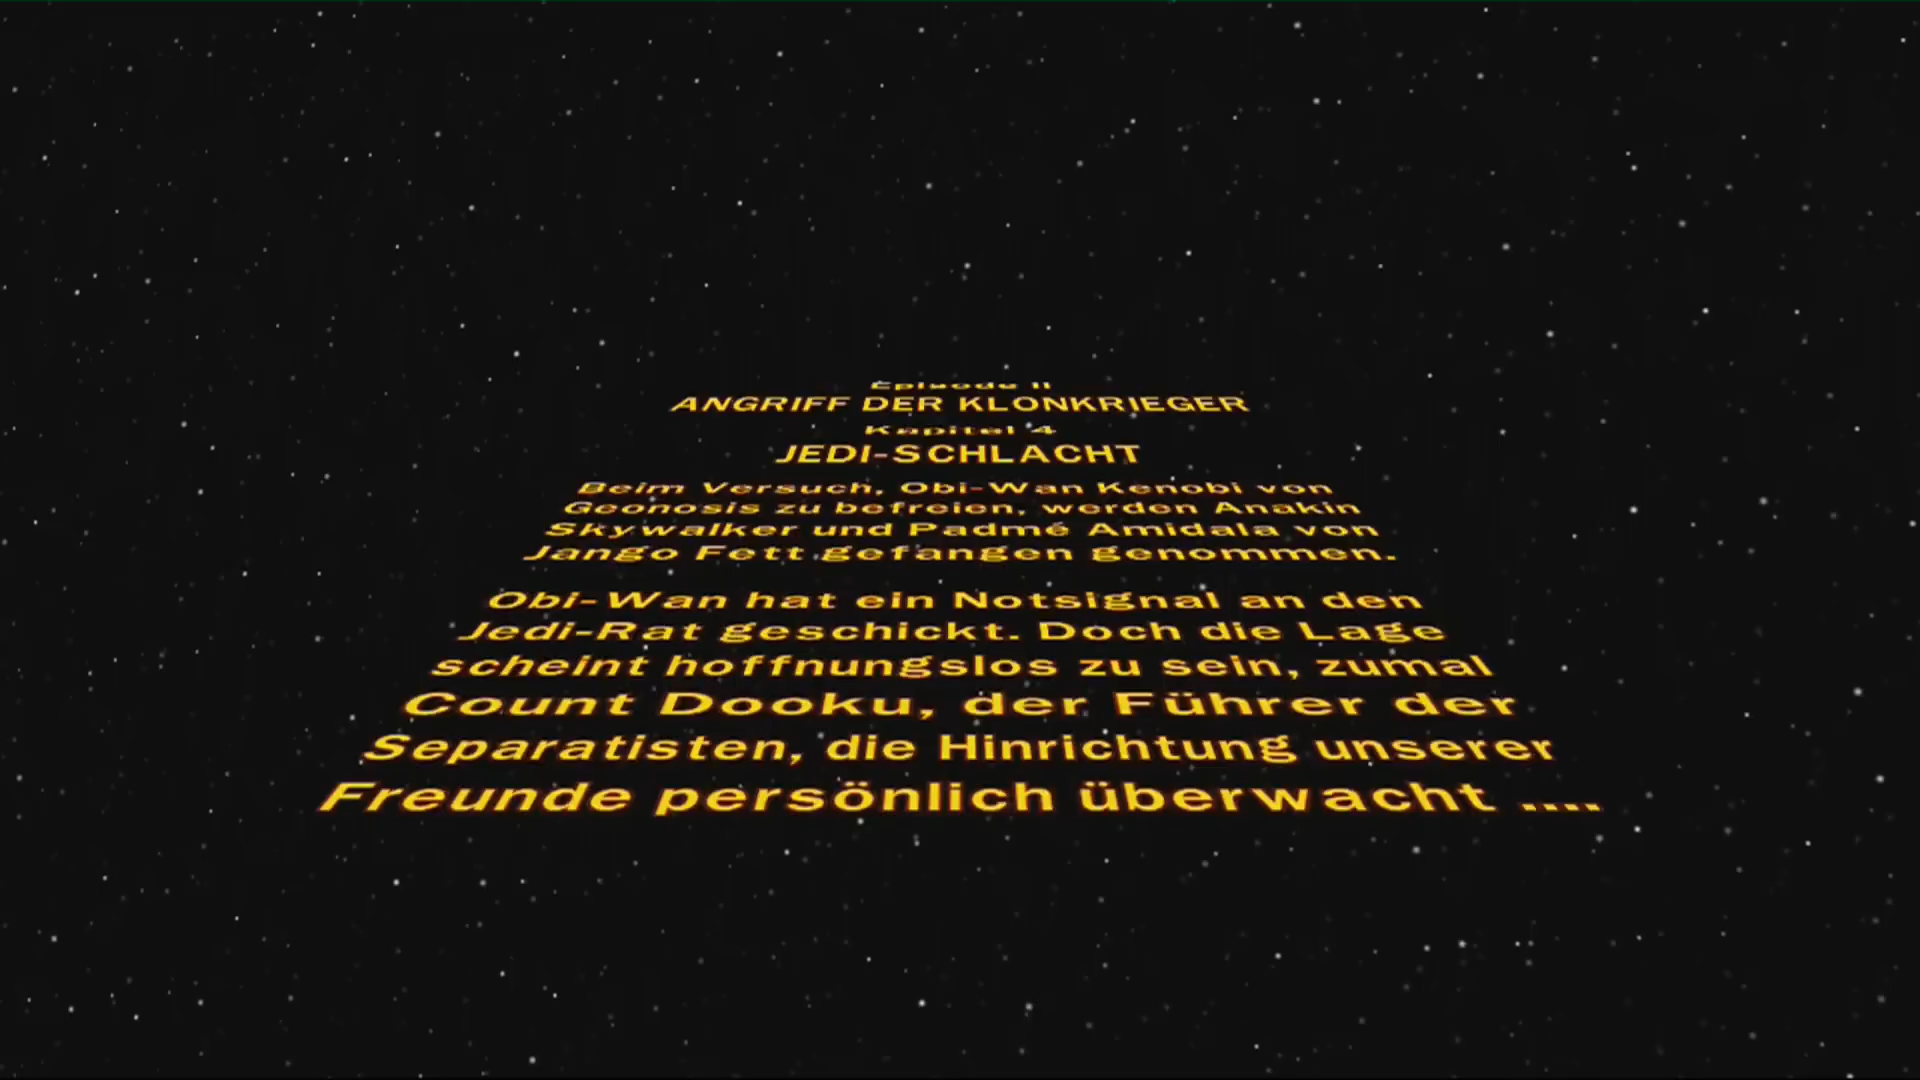 Episode II
ANGRIFF DER KLONKRIEGER
Kapitel 4
JEDI-SCHLACHT
Beim Versuch, Obi-Wan Kenobi von
Geonosis zu befreien, werden Anakin
Skywalker und Padmé Amidala von
Jango Fett gefangen genommen.
Obi-Wan hat ein Notsignal an den
Jedi-Rat geschickt. Doch die Lage
scheint hoffnungslos zu sein, zumal
Count Dooku, der Führer der
Separatisten, die Hinrichtung unserer
Freunde persönlich überwacht ....